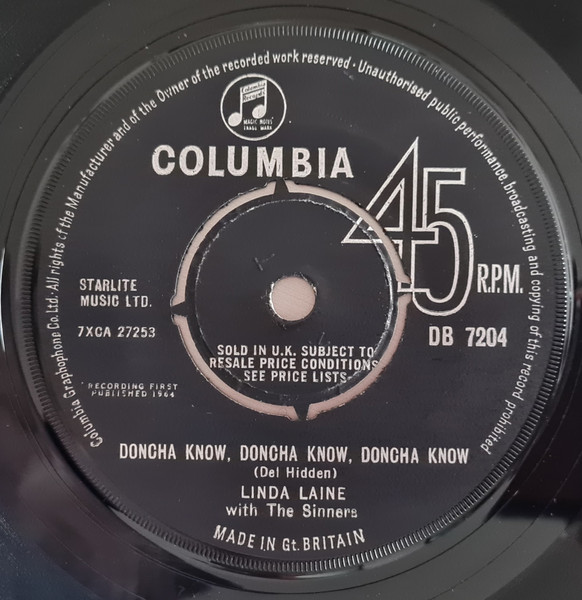 Columbia Graphophone Co. Ltd. · All rights of the Manufacturer and of the Owner of the recorded work reserved · Unauthorised public performance, broadcasting and copying of this record prohibited
Columbia
Records
MAGIC NOTES
TRADE MARK
COLUMBIA
45
R.P.M.
STARLITE
MUSIC LTD.
7XCA 27253
DB 7204
SOLD IN U.K. SUBJECT TO
RESALE PRICE CONDITIONS
SEE PRICE LISTS
RECORDING FIRST
PUBLISHED 1964
DONCHA KNOW, DONCHA KNOW, DONCHA KNOW
(Del Hidden)
LINDA LAINE
with The Sinners
MADE IN Gt. BRITAIN